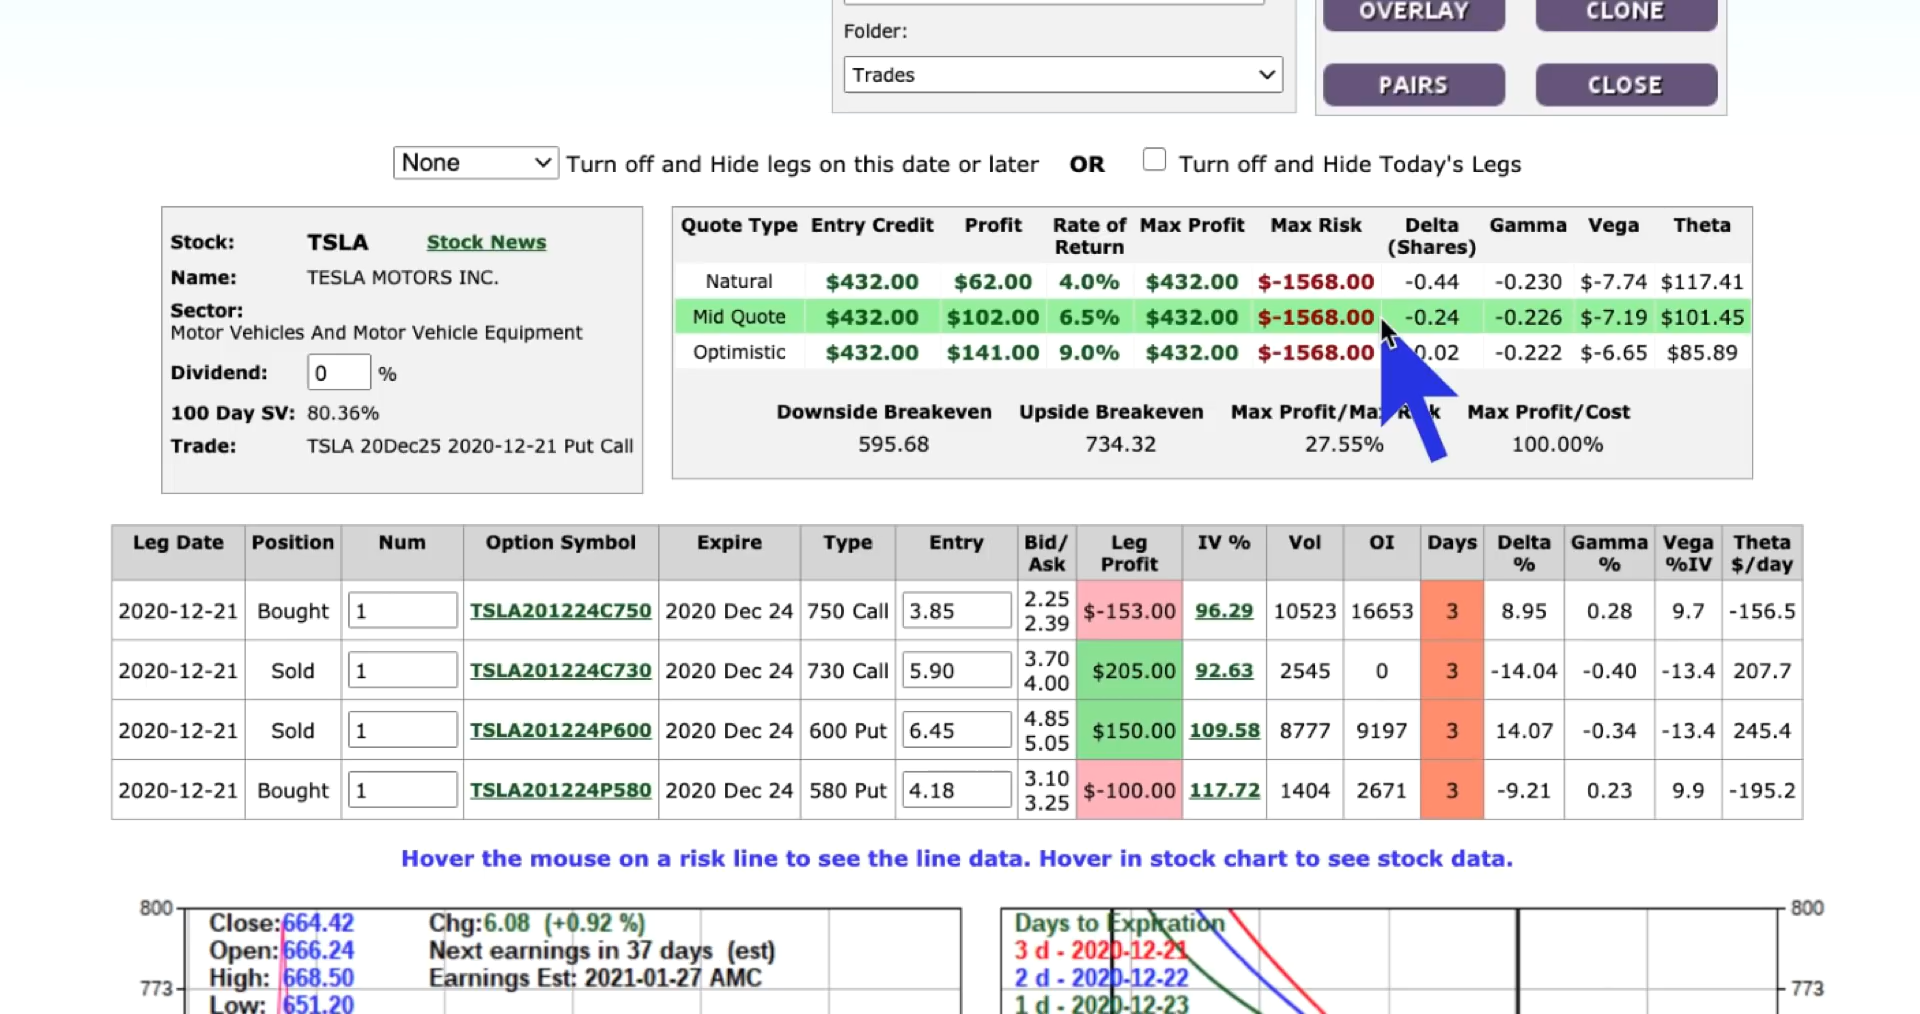 OVERLAY CLONE
Folder:
Trades
PAIRS CLOSE
None Turn off and Hide legs on this date or later OR Turn off and Hide Today's Legs
Stock: TSLA Stock News
Name: TESLA MOTORS INC.
Sector:
Motor Vehicles And Motor Vehicle Equipment
Dividend: 0 %
100 Day SV: 80.36%
Trade: TSLA 20Dec25 2020-12-21 Put Call
Quote Type Entry Credit Profit Rate of Return Max Profit Max Risk Delta (Shares) Gamma Vega Theta
Natural $432.00 $62.00 4.0% $432.00 $-1568.00 -0.44 -0.230 $-7.74 $117.41
Mid Quote $432.00 $102.00 6.5% $432.00 $-1568.00 -0.24 -0.226 $-7.19 $101.45
Optimistic $432.00 $141.00 9.0% $432.00 $-1568.00 0.02 -0.222 $-6.65 $85.89
Downside Breakeven Upside Breakeven Max Profit/Max Risk Max Profit/Cost
595.68 734.32 27.55% 100.00%
Leg Date Position Num Option Symbol Expire Type Entry Bid/Ask Leg Profit IV % Vol OI Days Delta % Gamma % Vega %IV Theta $/day
2020-12-21 Bought 1 TSLA201224C750 2020 Dec 24 750 Call 3.85 2.25 2.39 $-153.00 96.29 10523 16653 3 8.95 0.28 9.7 -156.5
2020-12-21 Sold 1 TSLA201224C730 2020 Dec 24 730 Call 5.90 3.70 4.00 $205.00 92.63 2545 0 3 -14.04 -0.40 -13.4 207.7
2020-12-21 Sold 1 TSLA201224P600 2020 Dec 24 600 Put 6.45 4.85 5.05 $150.00 109.58 8777 9197 3 14.07 -0.34 -13.4 245.4
2020-12-21 Bought 1 TSLA201224P580 2020 Dec 24 580 Put 4.18 3.10 3.25 $-100.00 117.72 1404 2671 3 -9.21 0.23 9.9 -195.2
Hover the mouse on a risk line to see the line data. Hover in stock chart to see stock data.
800
Close:664.42 Chg:6.08 (+0.92 %)
Open:666.24 Next earnings in 37 days (est)
High: 668.50 Earnings Est: 2021-01-27 AMC
773
Low: 651.20
Days to Expiration
3 d - 2020-12-21
2 d - 2020-12-22
1 d - 2020-12-23
800
773